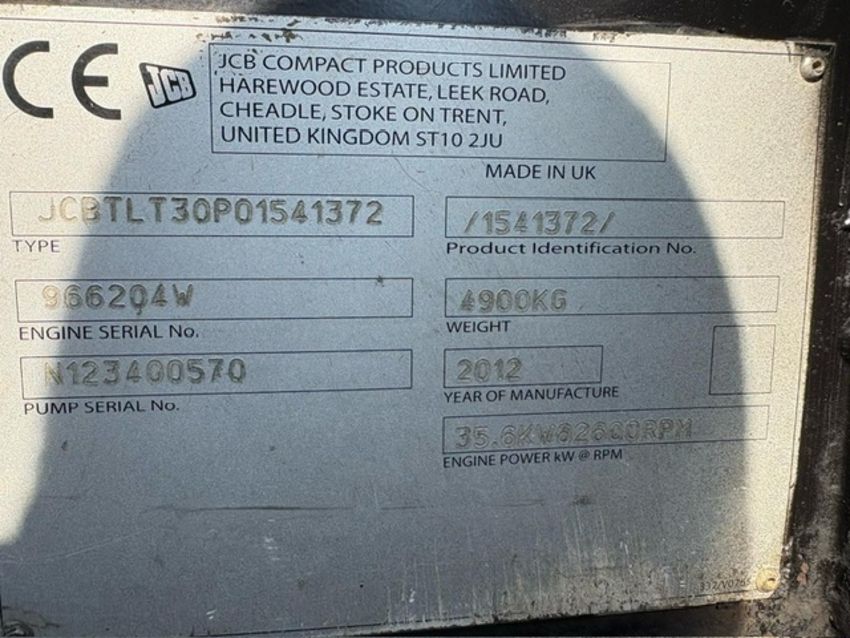 CE
JCB
JCB COMPACT PRODUCTS LIMITED
HAREWOOD ESTATE, LEEK ROAD,
CHEADLE, STOKE ON TRENT,
UNITED KINGDOM ST10 2JU
MADE IN UK
JCBTLT30P01541372
TYPE
/1541372/
Product Identification No.
966204W
ENGINE SERIAL No.
4900KG
WEIGHT
N123400570
PUMP SERIAL No.
2012
YEAR OF MANUFACTURE
35.6KW@2600RPM
ENGINE POWER kW @ RPM